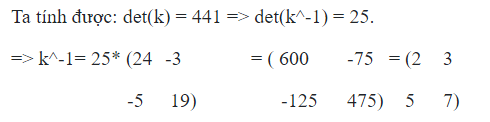 Ta tính được: det(k) = 441 => det(k^-1) = 25.
=> k^-1= 25* (24 -3 = ( 600 -75 = (2 3
-5 19) -125 475) 5 7)